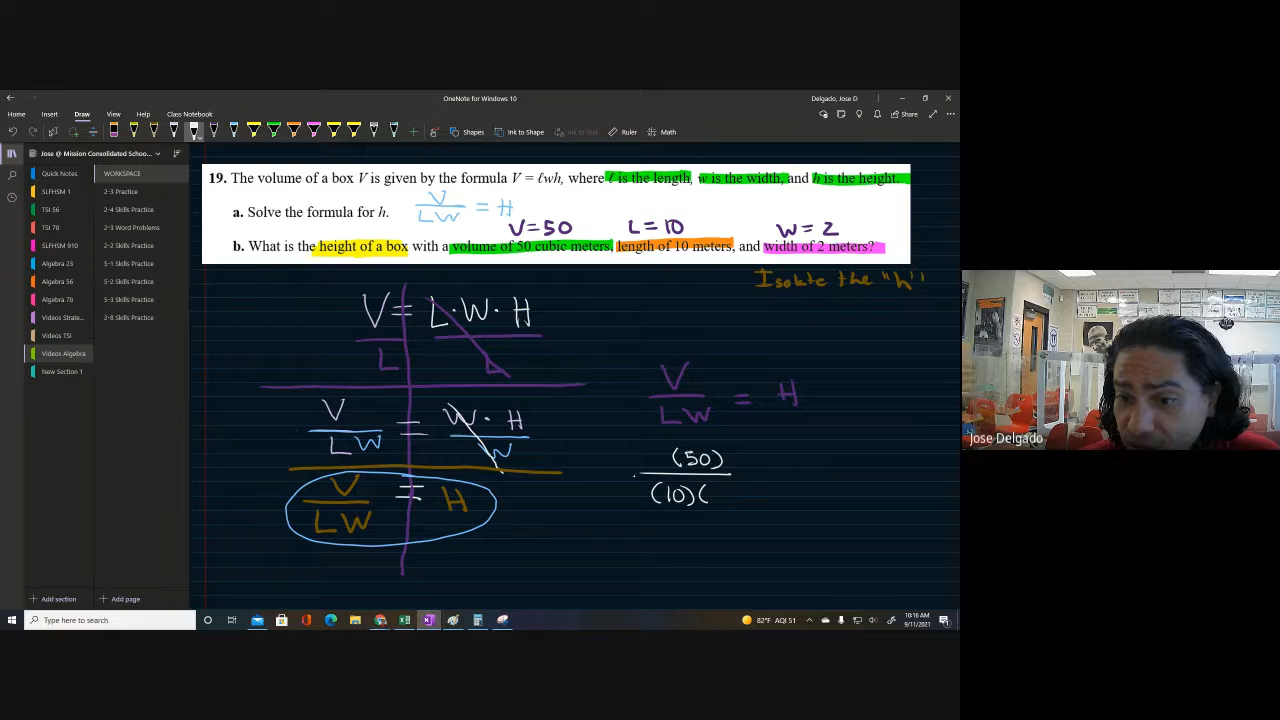 OneNote for Windows 10
Delgado, Jose D
Home Insert Draw View Help Class Notebook
Share
Shapes Ink to Shape Ink to Text Ruler Math
Jose @ Mission Consolidated Schoo...
WORKSPACE
Quick Notes
SLFHSM 1
TSI 56
TSI 78
SLFHSM 910
Algebra 23
Algebra 56
Algebra 78
Videos Strate...
Videos TSI
Videos Algebra
New Section 1
2-3 Practice
2-4 Skills Practice
2-3 Word Problems
2-2 Skills Practice
5-1 Skills Practice
5-2 Skills Practice
5-3 Skills Practice
2-8 Skills Practice
19. The volume of a box V is given by the formula V = ℓwh, where ℓ is the length, w is the width, and h is the height.
a. Solve the formula for h.
V
LW = H
V=50 L=10 W=2
b. What is the height of a box with a volume of 50 cubic meters, length of 10 meters, and width of 2 meters?
Isolate the "h"
V = L·W·H
L L
V = W·H
LW W
V = H
LW
V = H
LW
(50)
(10)(
Jose Delgado
Add section Add page
Type here to search
82°F AQI 51
10:16 AM
9/11/2021